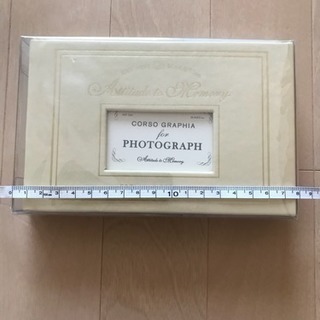 Attitude to Memory.
CORSO GRAPHIA
for
PHOTOGRAPH
Attitude to Memory.
10